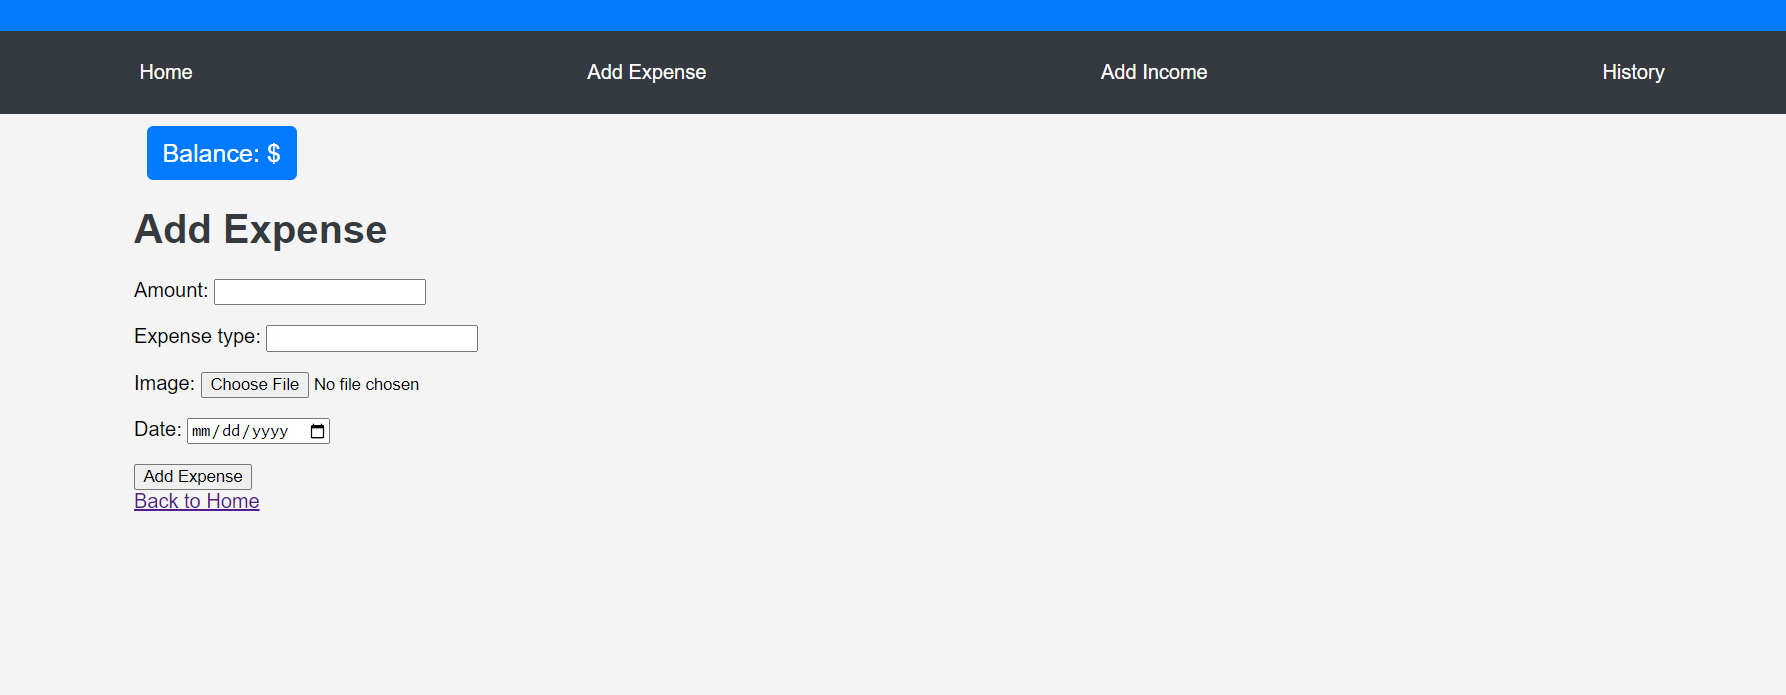 Home Add Expense Add Income History
Balance: $
Add Expense
Amount:
Expense type:
Image: Choose File No file chosen
Date: mm/dd/yyyy
Add Expense
Back to Home